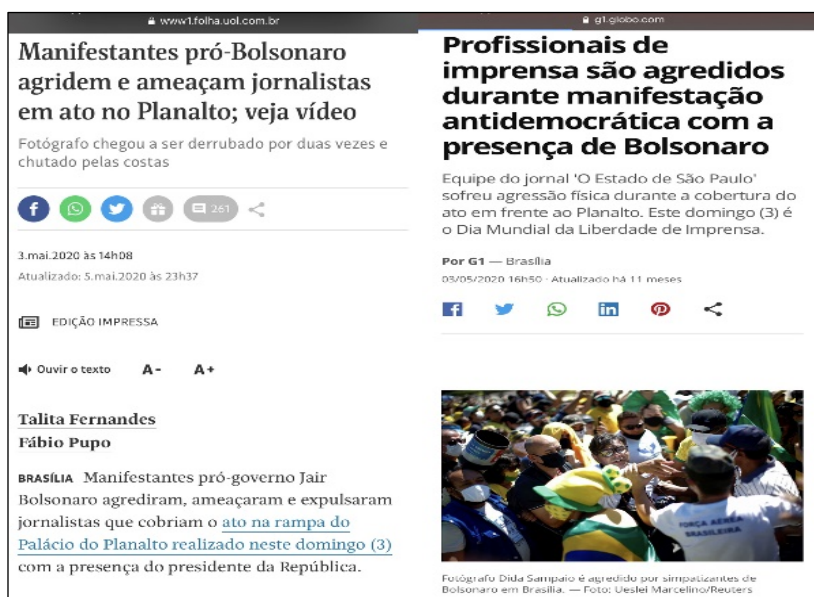 www1.folha.uol.com.br
Manifestantes pró-Bolsonaro
agridem e ameaçam jornalistas
em ato no Planalto; veja vídeo
Fotógrafo chegou a ser derrubado por duas vezes e
chutado pelas costas
261
3.mai.2020 às 14h08
Atualizado: 5.mai.2020 às 23h37
EDIÇÃO IMPRESSA
Ouvir o texto A- A+
Talita Fernandes
Fábio Pupo
BRASÍLIA Manifestantes pró-governo Jair
Bolsonaro agrediram, ameaçaram e expulsaram
jornalistas que cobriam o ato na rampa do
Palácio do Planalto realizado neste domingo (3)
com a presença do presidente da República.
g1.globo.com
Profissionais de
imprensa são agredidos
durante manifestação
antidemocrática com a
presença de Bolsonaro
Equipe do jornal 'O Estado de São Paulo'
sofreu agressão física durante a cobertura do
ato em frente ao Planalto. Este domingo (3) é
o Dia Mundial da Liberdade de Imprensa.
Por G1 — Brasília
03/05/2020 16h50 · Atualizado há 11 meses
FORÇA AÉREA
BRASILEIRA
Fotógrafo Dida Sampaio é agredido por simpatizantes de
Bolsonaro em Brasília. — Foto: Ueslei Marcelino/Reuters